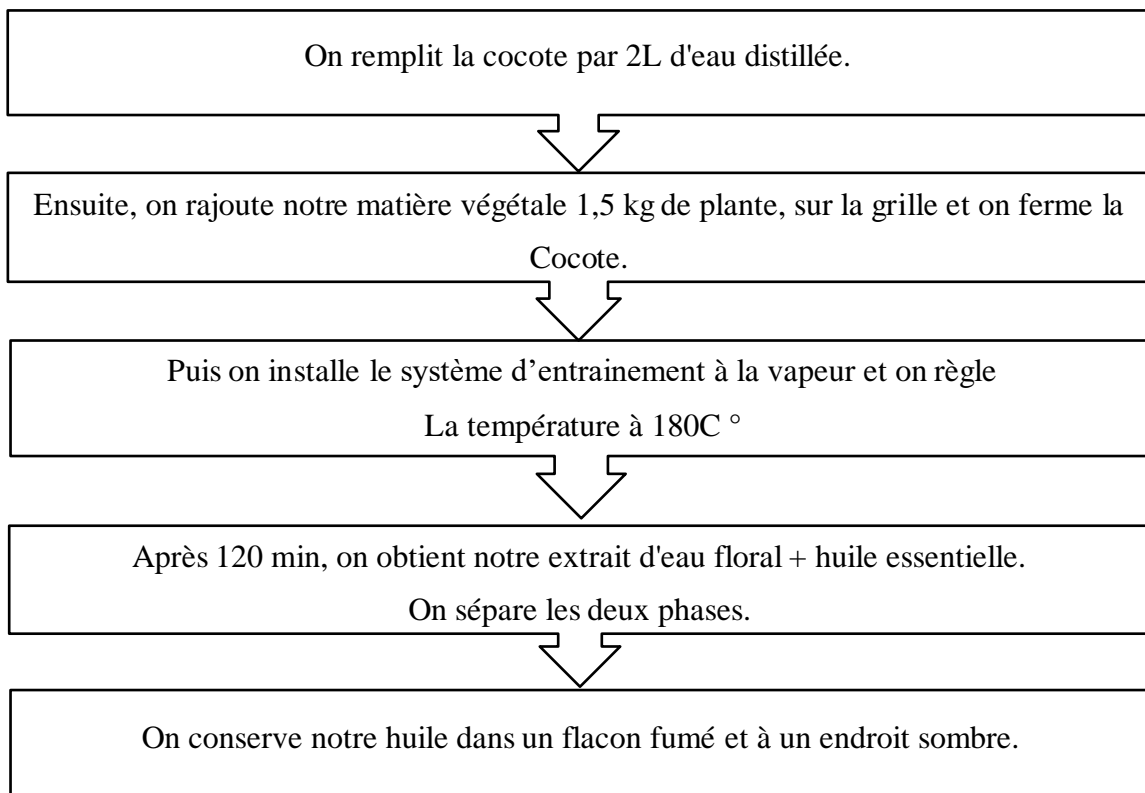 On remplit la cocote par 2L d'eau distillée.
Ensuite, on rajoute notre matière végétale 1,5 kg de plante, sur la grille et on ferme la
Cocote.
Puis on installe le système d’entrainement à la vapeur et on règle
La température à 180C °
Après 120 min, on obtient notre extrait d'eau floral + huile essentielle.
On sépare les deux phases.
On conserve notre huile dans un flacon fumé et à un endroit sombre.